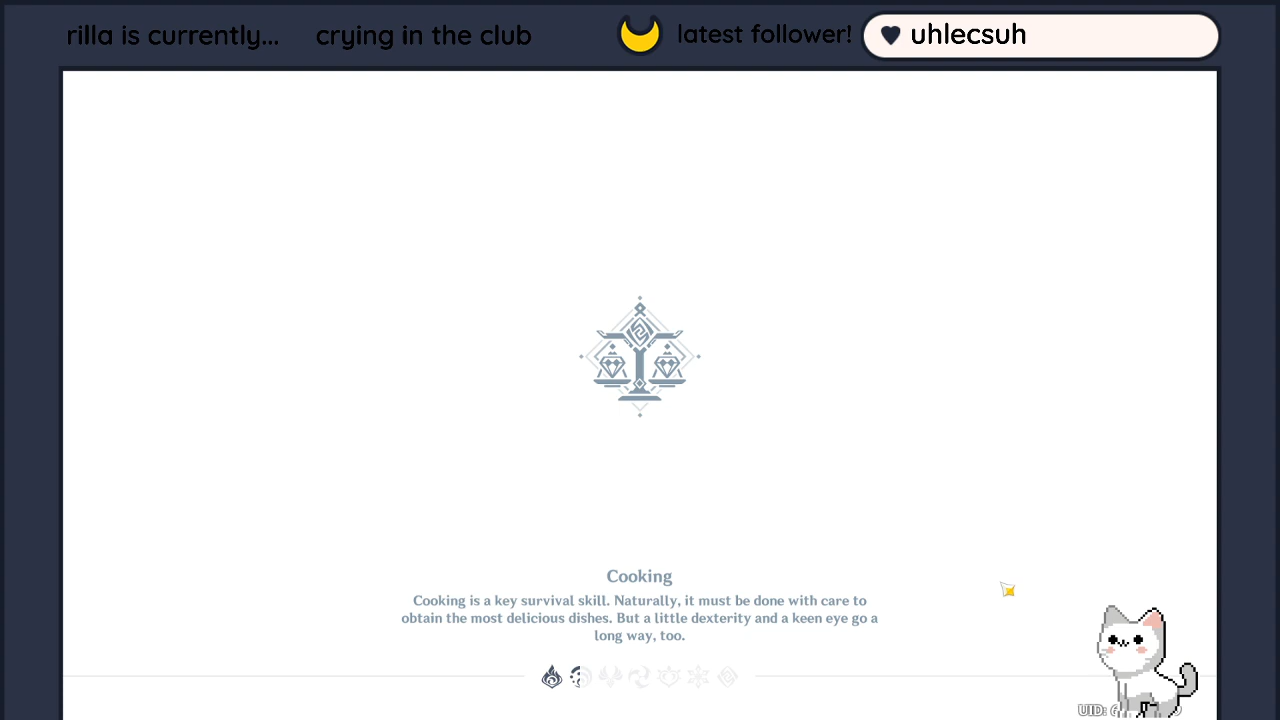 rilla is currently... crying in the club latest follower! uhlecsuh
Cooking
Cooking is a key survival skill. Naturally, it must be done with care to
obtain the most delicious dishes. But a little dexterity and a keen eye go a
long way, too.
UID: